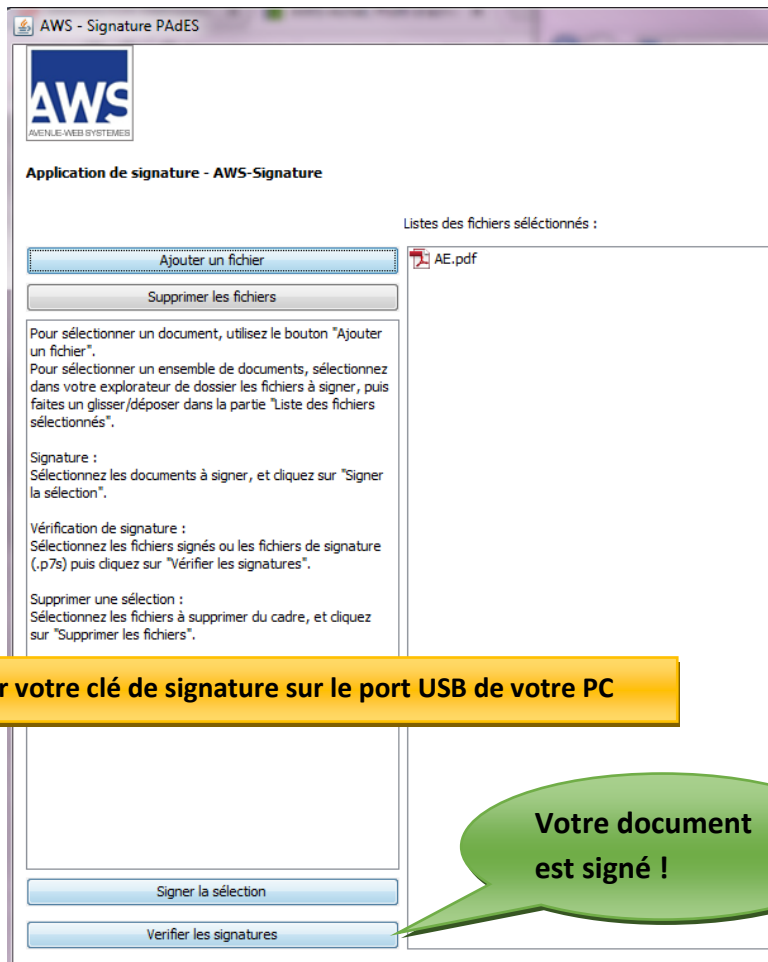 AWS - Signature PAdES
AWS
AVENUE-WEB SYSTEMES
Application de signature - AWS-Signature
Listes des fichiers séléctionnés :
Ajouter un fichier
AE.pdf
Supprimer les fichiers
Pour sélectionner un document, utilisez le bouton "Ajouter
un fichier".
Pour sélectionner un ensemble de documents, sélectionnez
dans votre explorateur de dossier les fichiers à signer, puis
faites un glisser/déposer dans la partie "Liste des fichiers
sélectionnés".
Signature :
Sélectionnez les documents à signer, et cliquez sur "Signer
la sélection".
Vérification de signature :
Sélectionnez les fichiers signés ou les fichiers de signature
(.p7s) puis cliquez sur "Vérifier les signatures".
Supprimer une sélection :
Sélectionnez les fichiers à supprimer du cadre, et cliquez
sur "Supprimer les fichiers".
r votre clé de signature sur le port USB de votre PC
Votre document
est signé !
Signer la sélection
Verifier les signatures